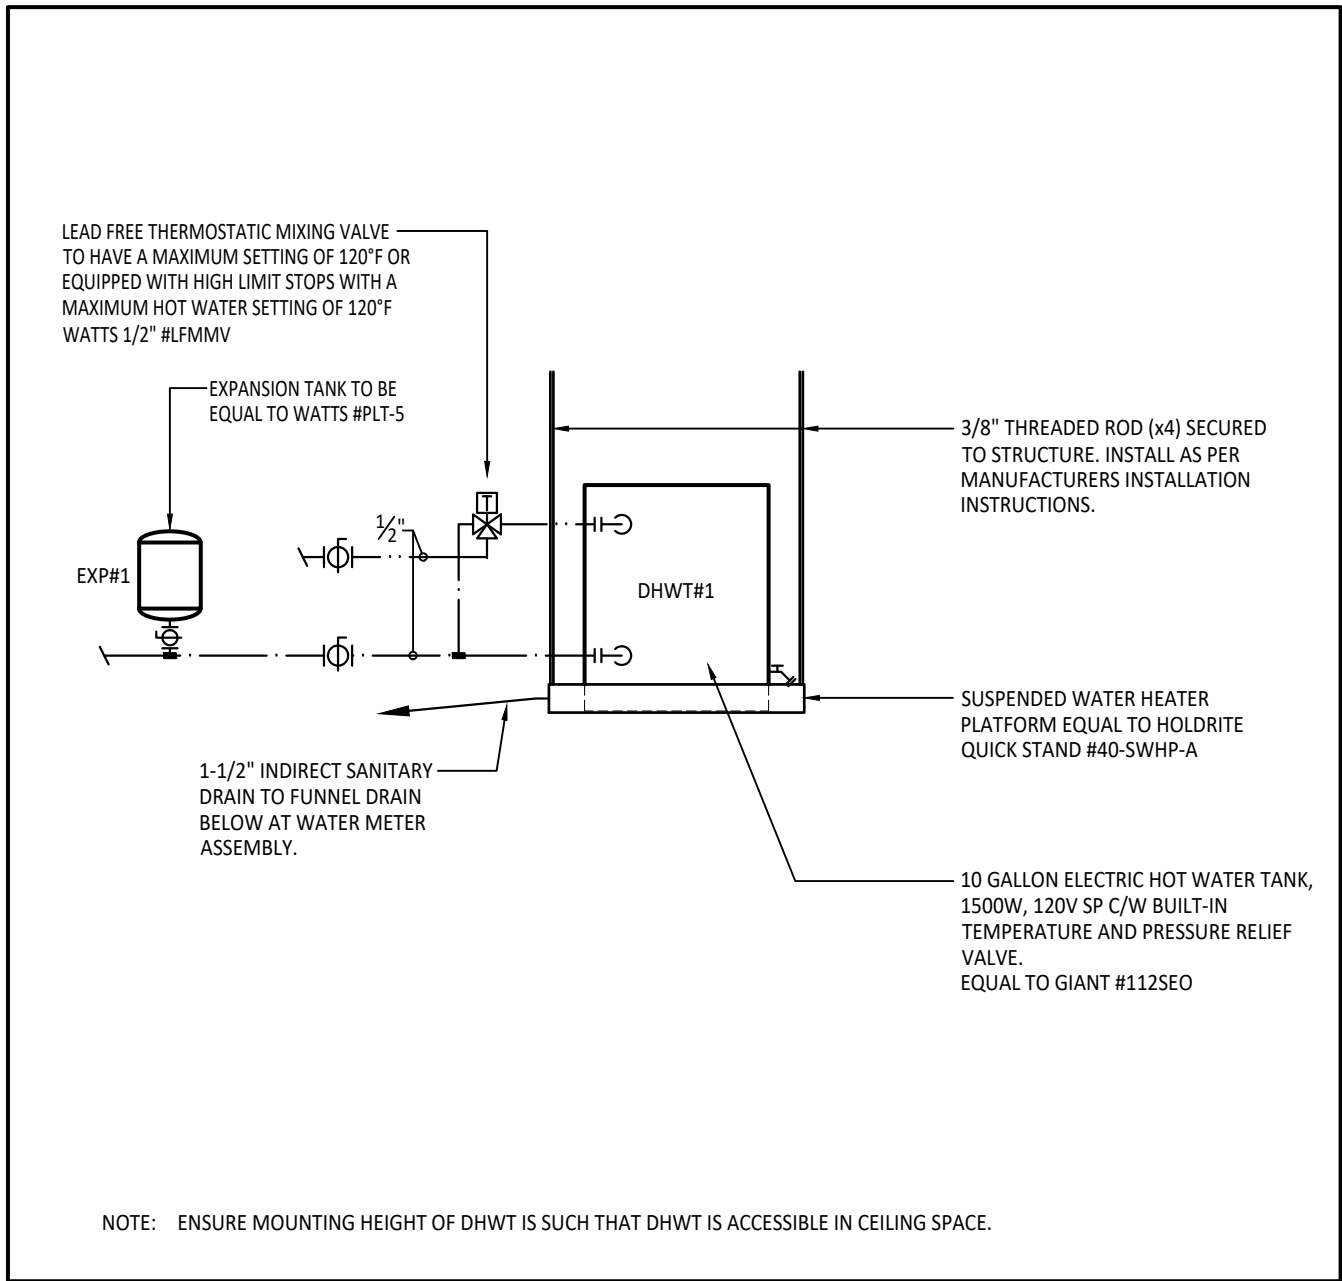 LEAD FREE THERMOSTATIC MIXING VALVE
TO HAVE A MAXIMUM SETTING OF 120°F OR
EQUIPPED WITH HIGH LIMIT STOPS WITH A
MAXIMUM HOT WATER SETTING OF 120°F
WATTS 1/2" #LFMMV
EXPANSION TANK TO BE
EQUAL TO WATTS #PLT-5
3/8" THREADED ROD (x4) SECURED
TO STRUCTURE. INSTALL AS PER
MANUFACTURERS INSTALLATION
INSTRUCTIONS.
T
½"
EXP#1
DHWT#1
SUSPENDED WATER HEATER
PLATFORM EQUAL TO HOLDRITE
QUICK STAND #40-SWHP-A
1-1/2" INDIRECT SANITARY
DRAIN TO FUNNEL DRAIN
BELOW AT WATER METER
ASSEMBLY.
10 GALLON ELECTRIC HOT WATER TANK,
1500W, 120V SP C/W BUILT-IN
TEMPERATURE AND PRESSURE RELIEF
VALVE.
EQUAL TO GIANT #112SEO
NOTE: ENSURE MOUNTING HEIGHT OF DHWT IS SUCH THAT DHWT IS ACCESSIBLE IN CEILING SPACE.